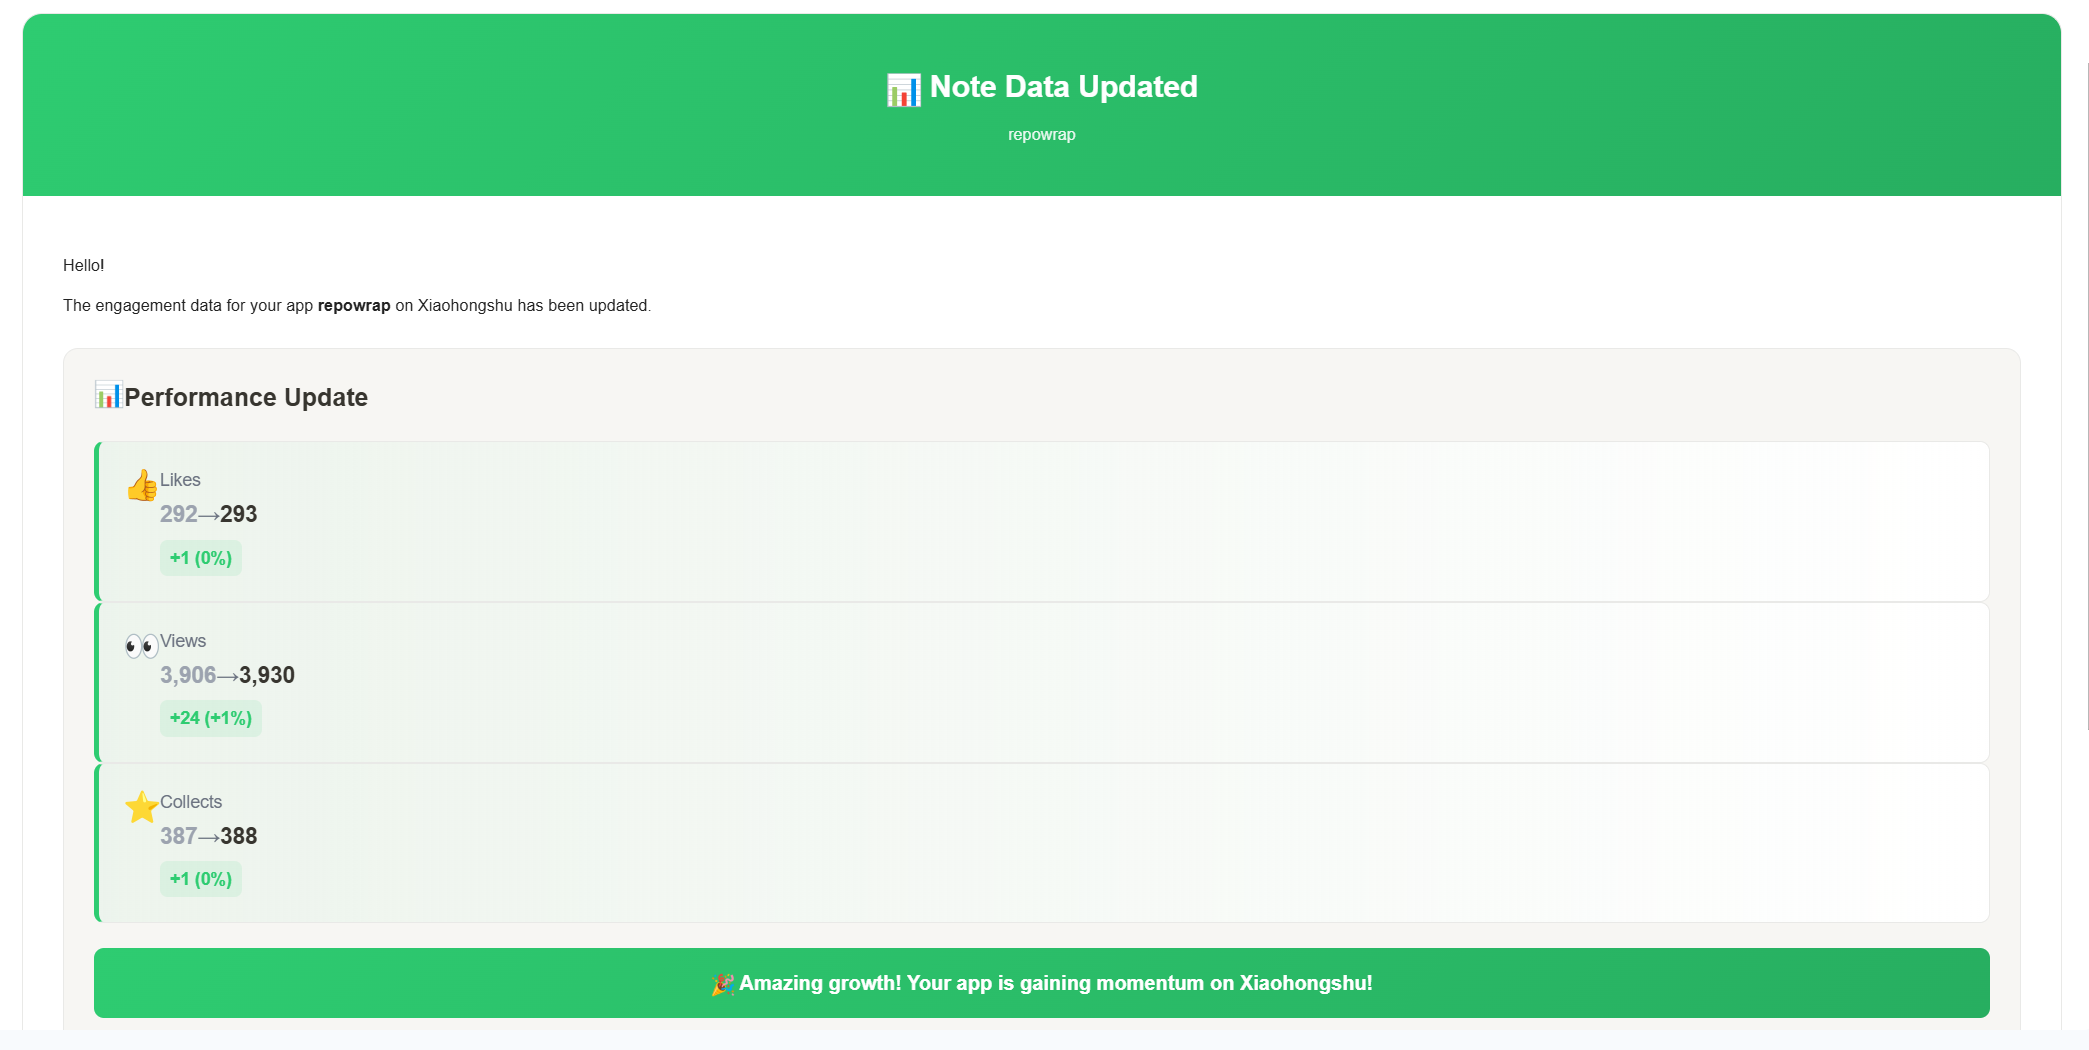 📊 Note Data Updated
repowrap
Hello!
The engagement data for your app repowrap on Xiaohongshu has been updated.
📊Performance Update
👍Likes
292→293
+1 (0%)
👀Views
3,906→3,930
+24 (+1%)
⭐Collects
387→388
+1 (0%)
🎉 Amazing growth! Your app is gaining momentum on Xiaohongshu!